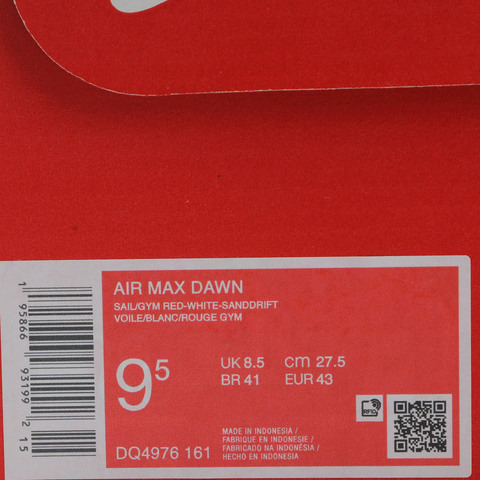 AIR MAX DAWN
SAIL/GYM RED-WHITE-SANDDRIFT
VOILE/BLANC/ROUGE GYM
9⁵
UK 8.5 cm 27.5
BR 41 EUR 43
RFID
MADE IN INDONESIA /
FABRIQUE EN INDONESIE /
FABRICADO NA INDONÉSIA /
HECHO EN INDONESIA
DQ4976 161
1 95866 93199 2 15